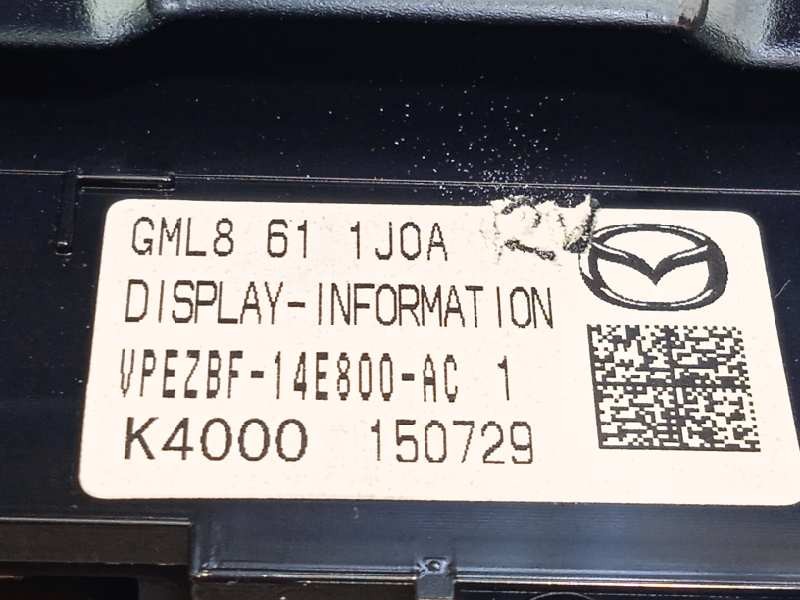 GML8 61 1J0A
DISPLAY-INFORMATION
VPEZBF-14E800-AC 1
K4000 150729